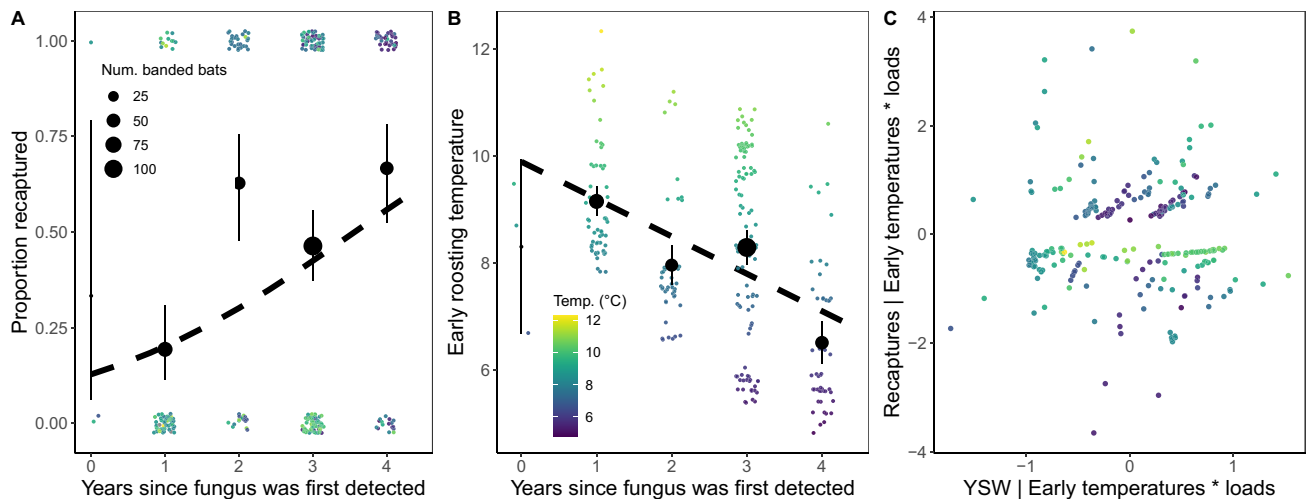 A
Proportion recaptured
1.00
0.75
0.50
0.25
0.00
Num. banded bats
25
50
75
100
0 1 2 3 4
Years since fungus was first detected
B
Early roosting temperature
12
10
8
6
Temp. (°C)
12
10
8
6
0 1 2 3 4
Years since fungus was first detected
C
Recaptures | Early temperatures * loads
4
2
0
−2
−4
−1 0 1
YSW | Early temperatures * loads